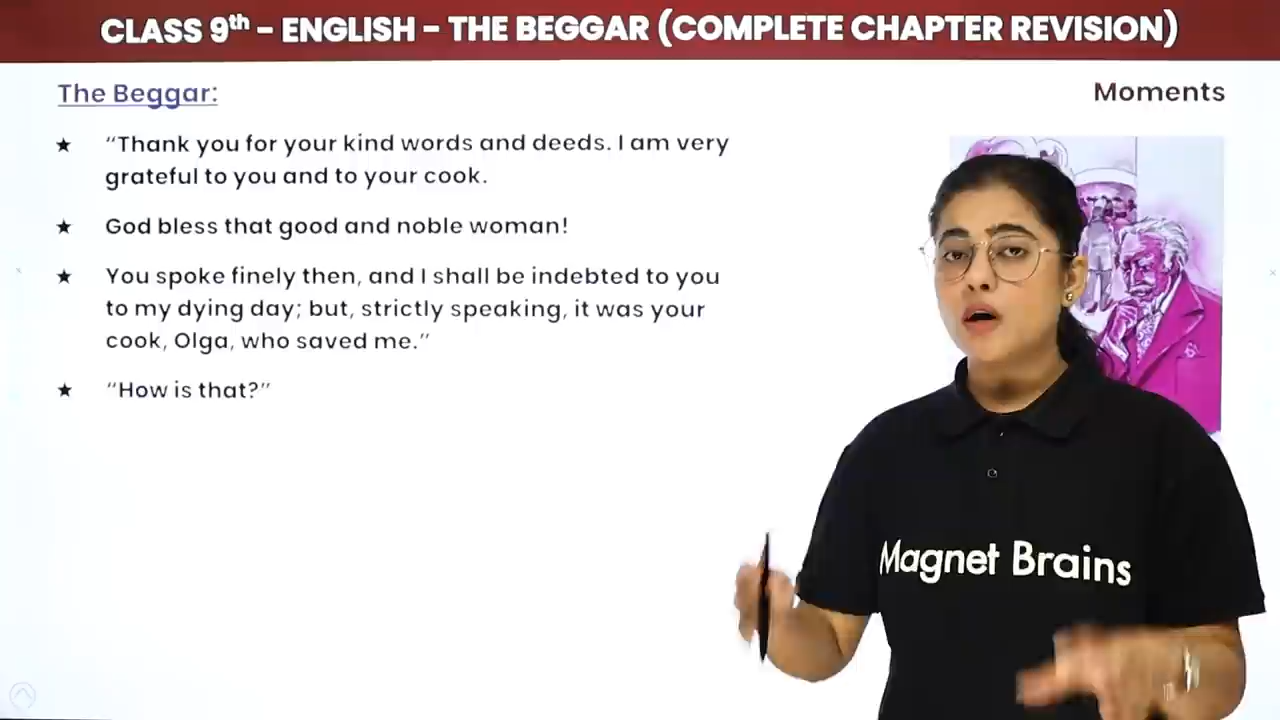 CLASS 9th – ENGLISH – THE BEGGAR (COMPLETE CHAPTER REVISION)
The Beggar:
Moments
★ “Thank you for your kind words and deeds. I am very
grateful to you and to your cook.
★ God bless that good and noble woman!
★ You spoke finely then, and I shall be indebted to you
to my dying day; but, strictly speaking, it was your
cook, Olga, who saved me.”
★ “How is that?”
Magnet Brains